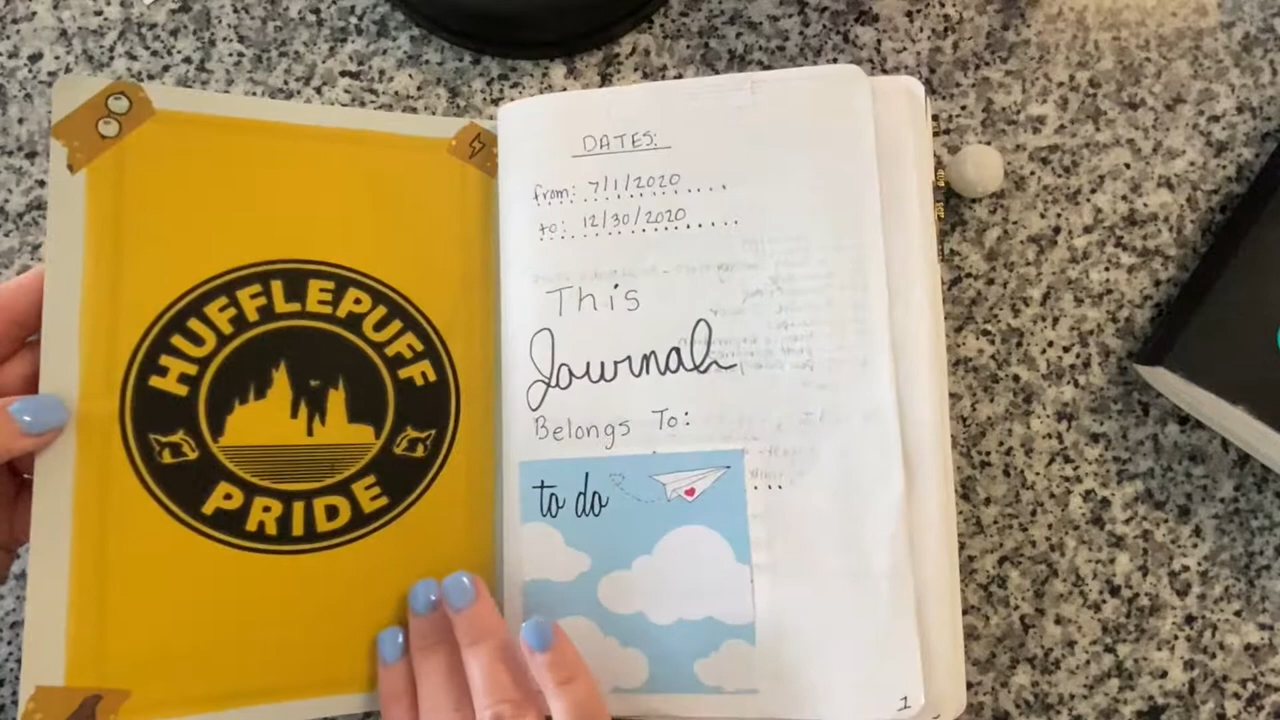 HUFFLEPUFF
PRIDE
DATES:
from: 7/1/2020
to: 12/30/2020
This
Journal
Belongs To:
to do
1